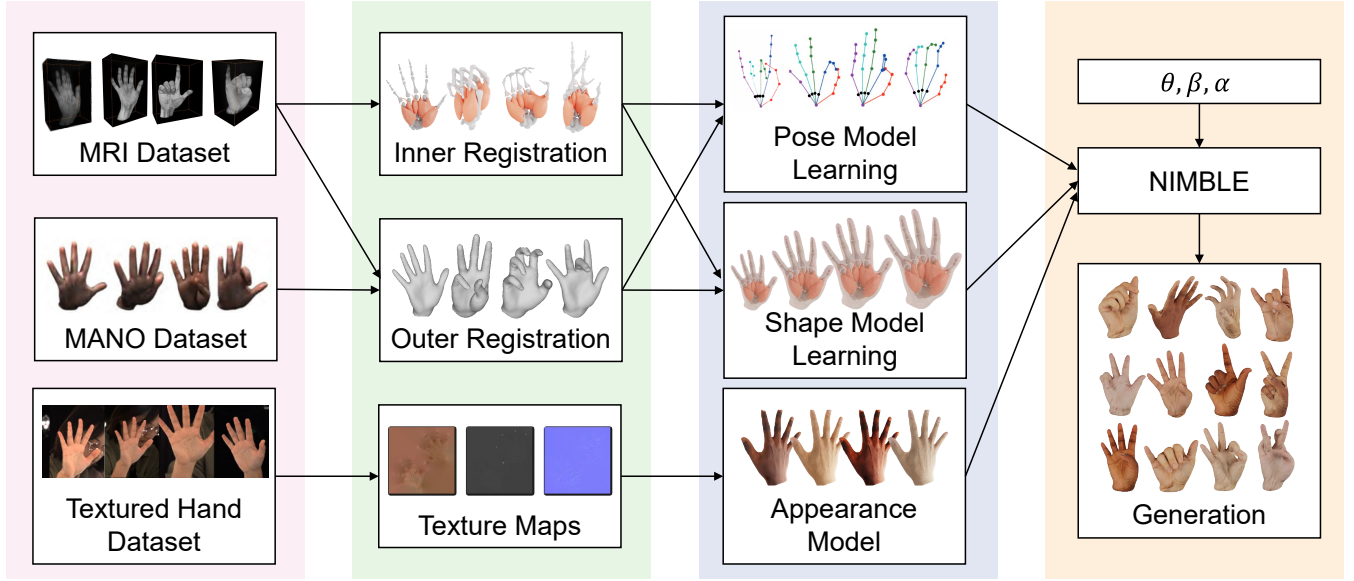 MRI Dataset
MANO Dataset
Textured Hand
Dataset
Inner Registration
Outer Registration
Texture Maps
Pose Model
Learning
Shape Model
Learning
Appearance
Model
θ, β, α
NIMBLE
Generation